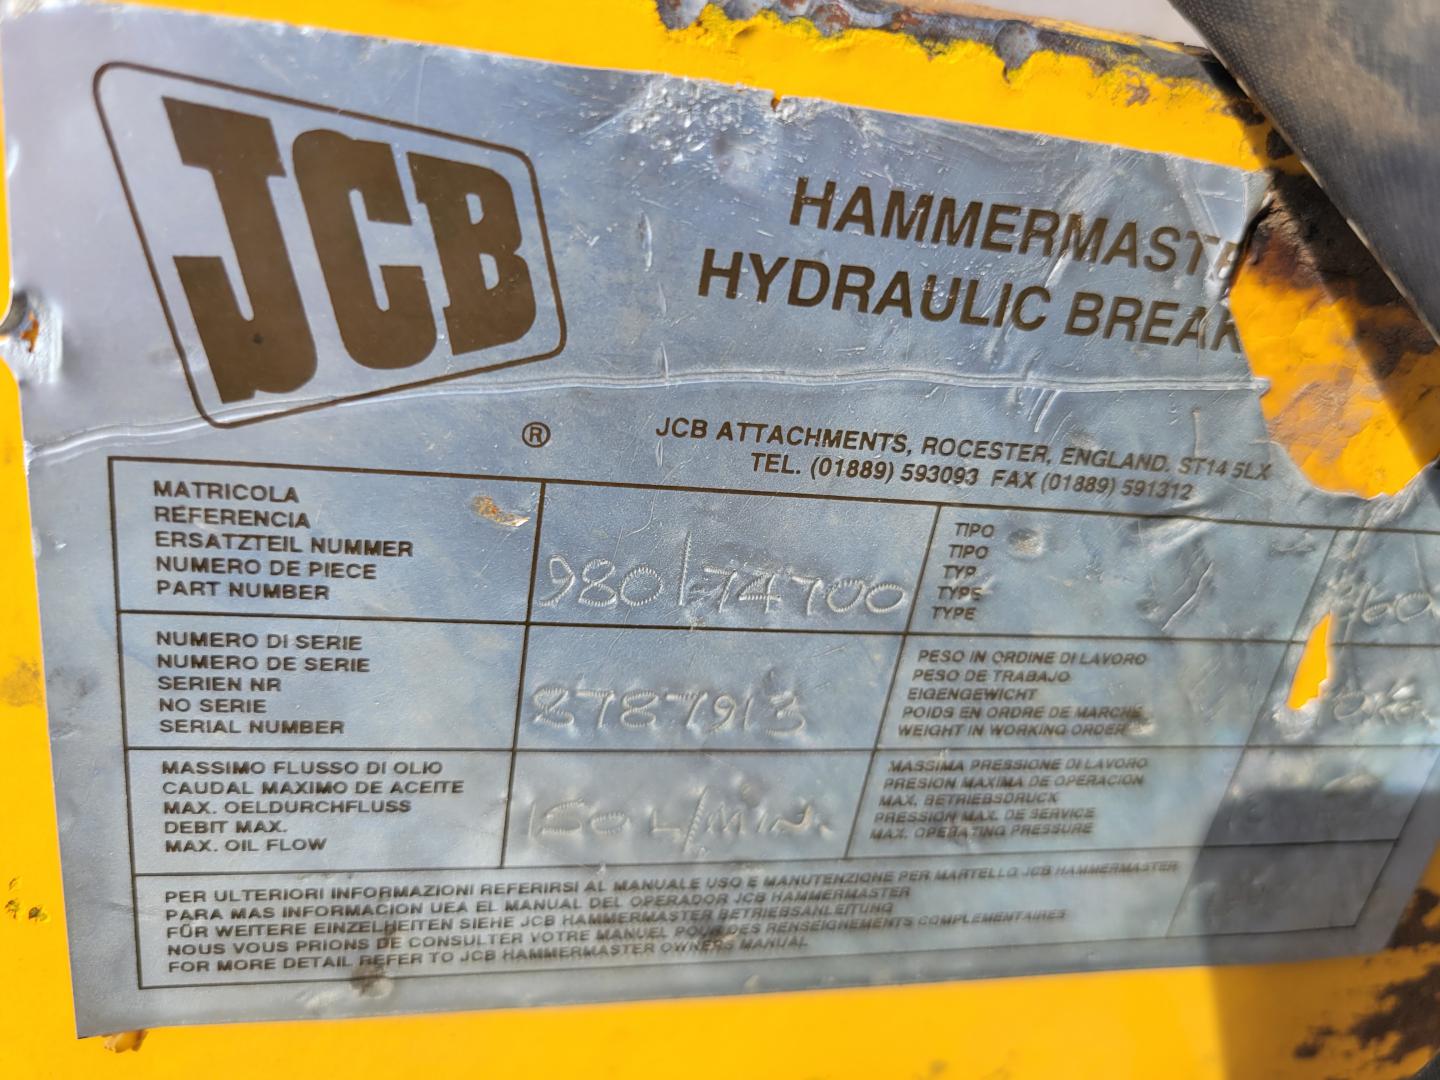 JCB
®
HAMMERMAST
HYDRAULIC BREAK
JCB ATTACHMENTS, ROCESTER, ENGLAND. ST14 5LX
TEL. (01889) 593093 FAX (01889) 591312
MATRICOLA
REFERENCIA
ERSATZTEIL NUMMER
NUMERO DE PIECE
PART NUMBER
980/74700
TIPO
TIPO
TYP
TYPE
TYPE
960
NUMERO DI SERIE
NUMERO DE SERIE
SERIEN NR
NO SERIE
SERIAL NUMBER
8787913
PESO IN ORDINE DI LAVORO
PESO DE TRABAJO
EIGENGEWICHT
POIDS EN ORDRE DE MARCHE
WEIGHT IN WORKING ORDER
MASSIMO FLUSSO DI OLIO
CAUDAL MAXIMO DE ACEITE
MAX. OELDURCHFLUSS
DEBIT MAX.
MAX. OIL FLOW
150 L/MIN.
MASSIMA PRESSIONE DI LAVORO
PRESION MAXIMA DE OPERACION
MAX. BETRIEBSDRUCK
PRESSION MAX. DE SERVICE
MAX. OPERATING PRESSURE
PER ULTERIORI INFORMAZIONI REFERIRSI AL MANUALE USO E MANUTENZIONE PER MARTELLO JCB HAMMERMASTER
PARA MAS INFORMACION UEA EL MANUAL DEL OPERADOR JCB HAMMERMASTER
FÜR WEITERE EINZELHEITEN SIEHE JCB HAMMERMASTER BETRIEBSANLEITUNG
NOUS VOUS PRIONS DE CONSULTER VOTRE MANUEL POUR DES RENSEIGNEMENTS COMPLEMENTAIRES
FOR MORE DETAIL REFER TO JCB HAMMERMASTER OWNERS MANUAL